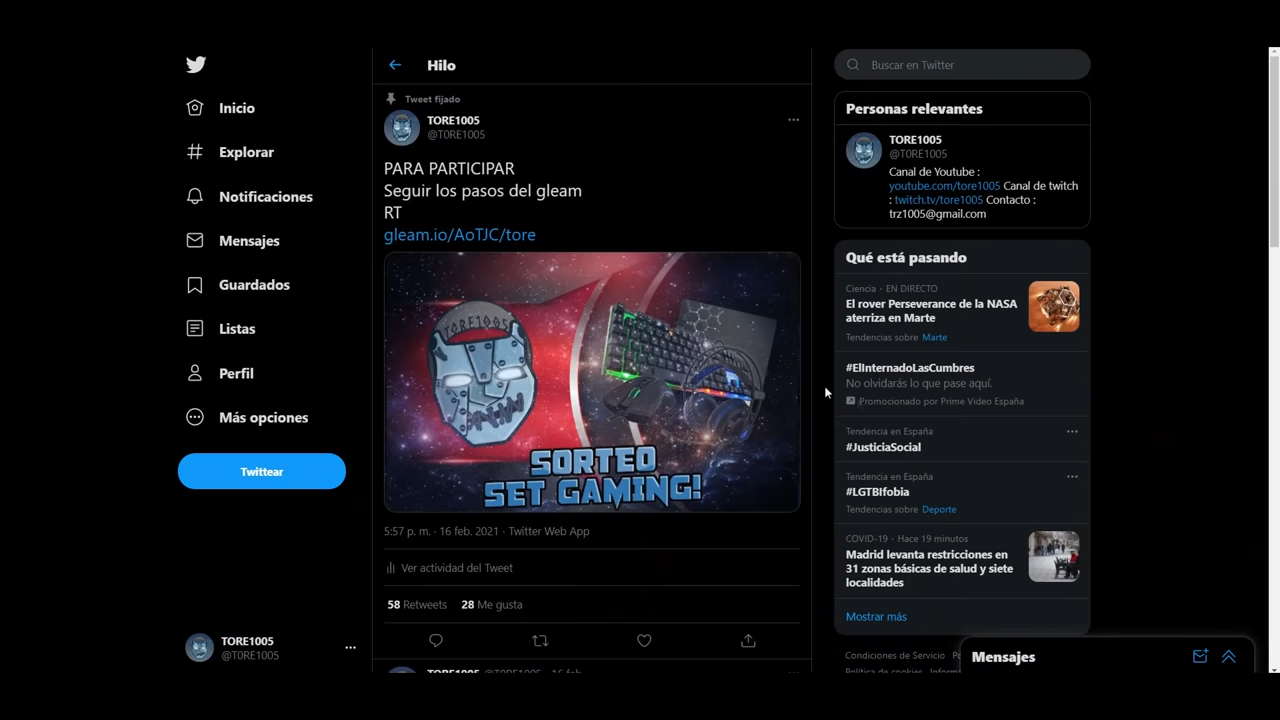 Inicio
Explorar
Notificaciones
Mensajes
Guardados
Listas
Perfil
Más opciones
Twittear
TORE1005
@T0RE1005
Hilo
Tweet fijado
TORE1005
@T0RE1005
PARA PARTICIPAR
Seguir los pasos del gleam
RT
gleam.io/AoTJC/tore
TORE1005
SORTEO
SET GAMING!
5:57 p. m. · 16 feb. 2021 · Twitter Web App
Ver actividad del Tweet
58 Retweets 28 Me gusta
TORE1005 @T0RE1005 · 16 feb.
Buscar en Twitter
Personas relevantes
TORE1005
@T0RE1005
Canal de Youtube :
youtube.com/tore1005 Canal de twitch
: twitch.tv/tore1005 Contacto :
trz1005@gmail.com
Qué está pasando
Ciencia · EN DIRECTO
El rover Perseverance de la NASA
aterriza en Marte
Tendencias sobre Marte
#ElInternadoLasCumbres
No olvidarás lo que pase aquí.
Promocionado por Prime Video España
Tendencia en España
#JusticiaSocial
Tendencia en España
#LGTBIfobia
Tendencias sobre Deporte
COVID-19 · Hace 19 minutos
Madrid levanta restricciones en
31 zonas básicas de salud y siete
localidades
Mostrar más
Condiciones de Servicio
Política de cookies
Mensajes